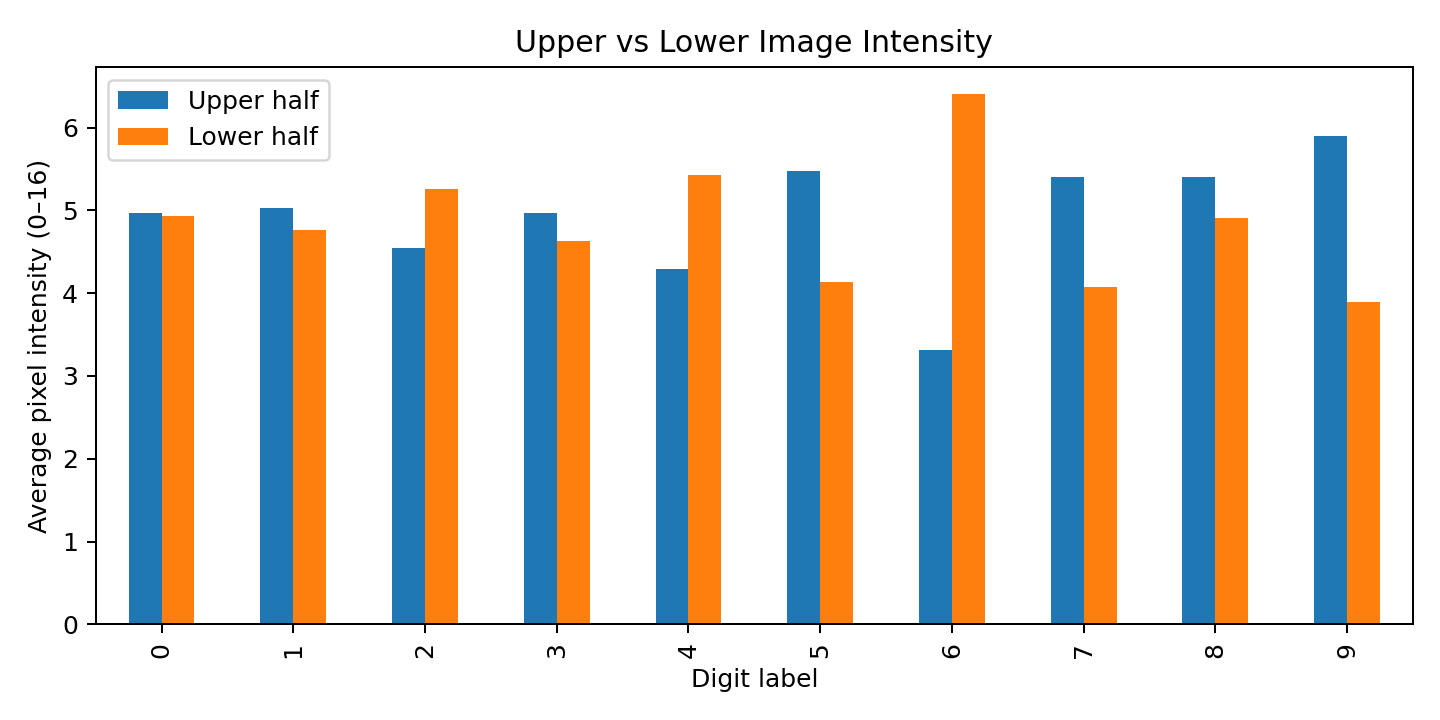 Upper vs Lower Image Intensity
Upper half
Lower half
Average pixel intensity (0–16)
6
5
4
3
2
1
0
0 1 2 3 4 5 6 7 8 9
Digit label